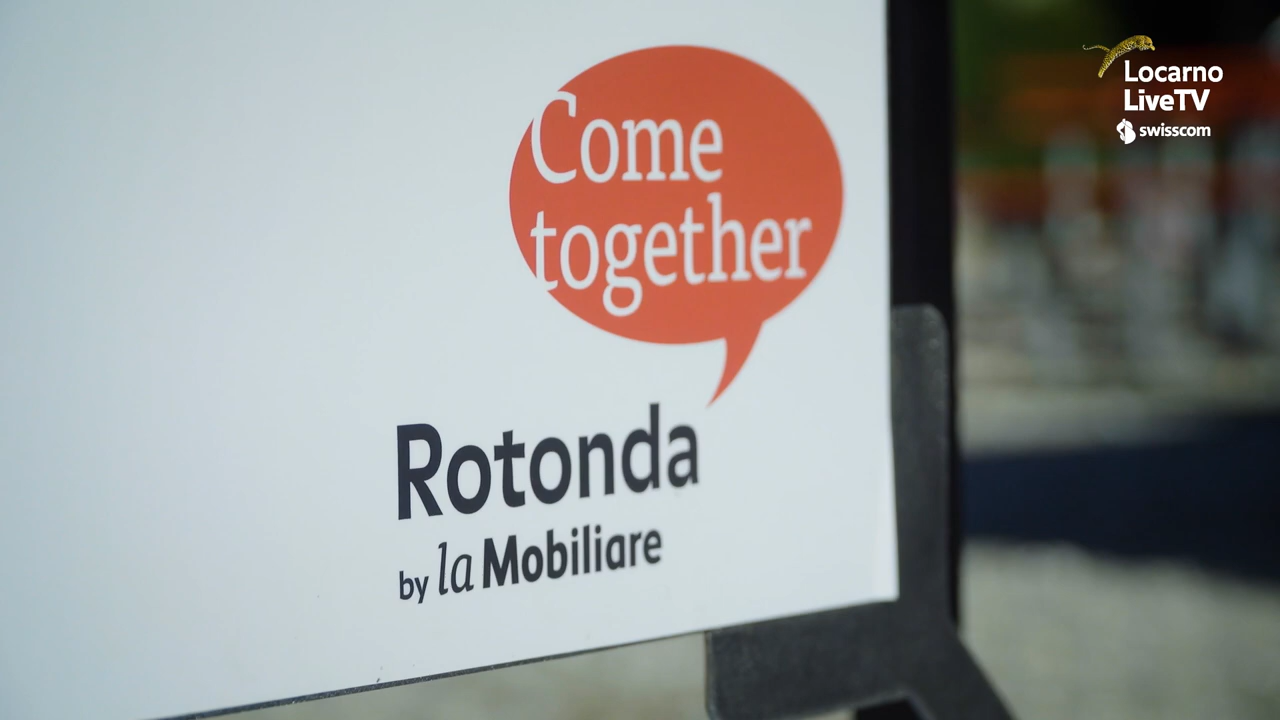 Come
together
Rotonda
by la Mobiliare
Locarno
LiveTV
swisscom